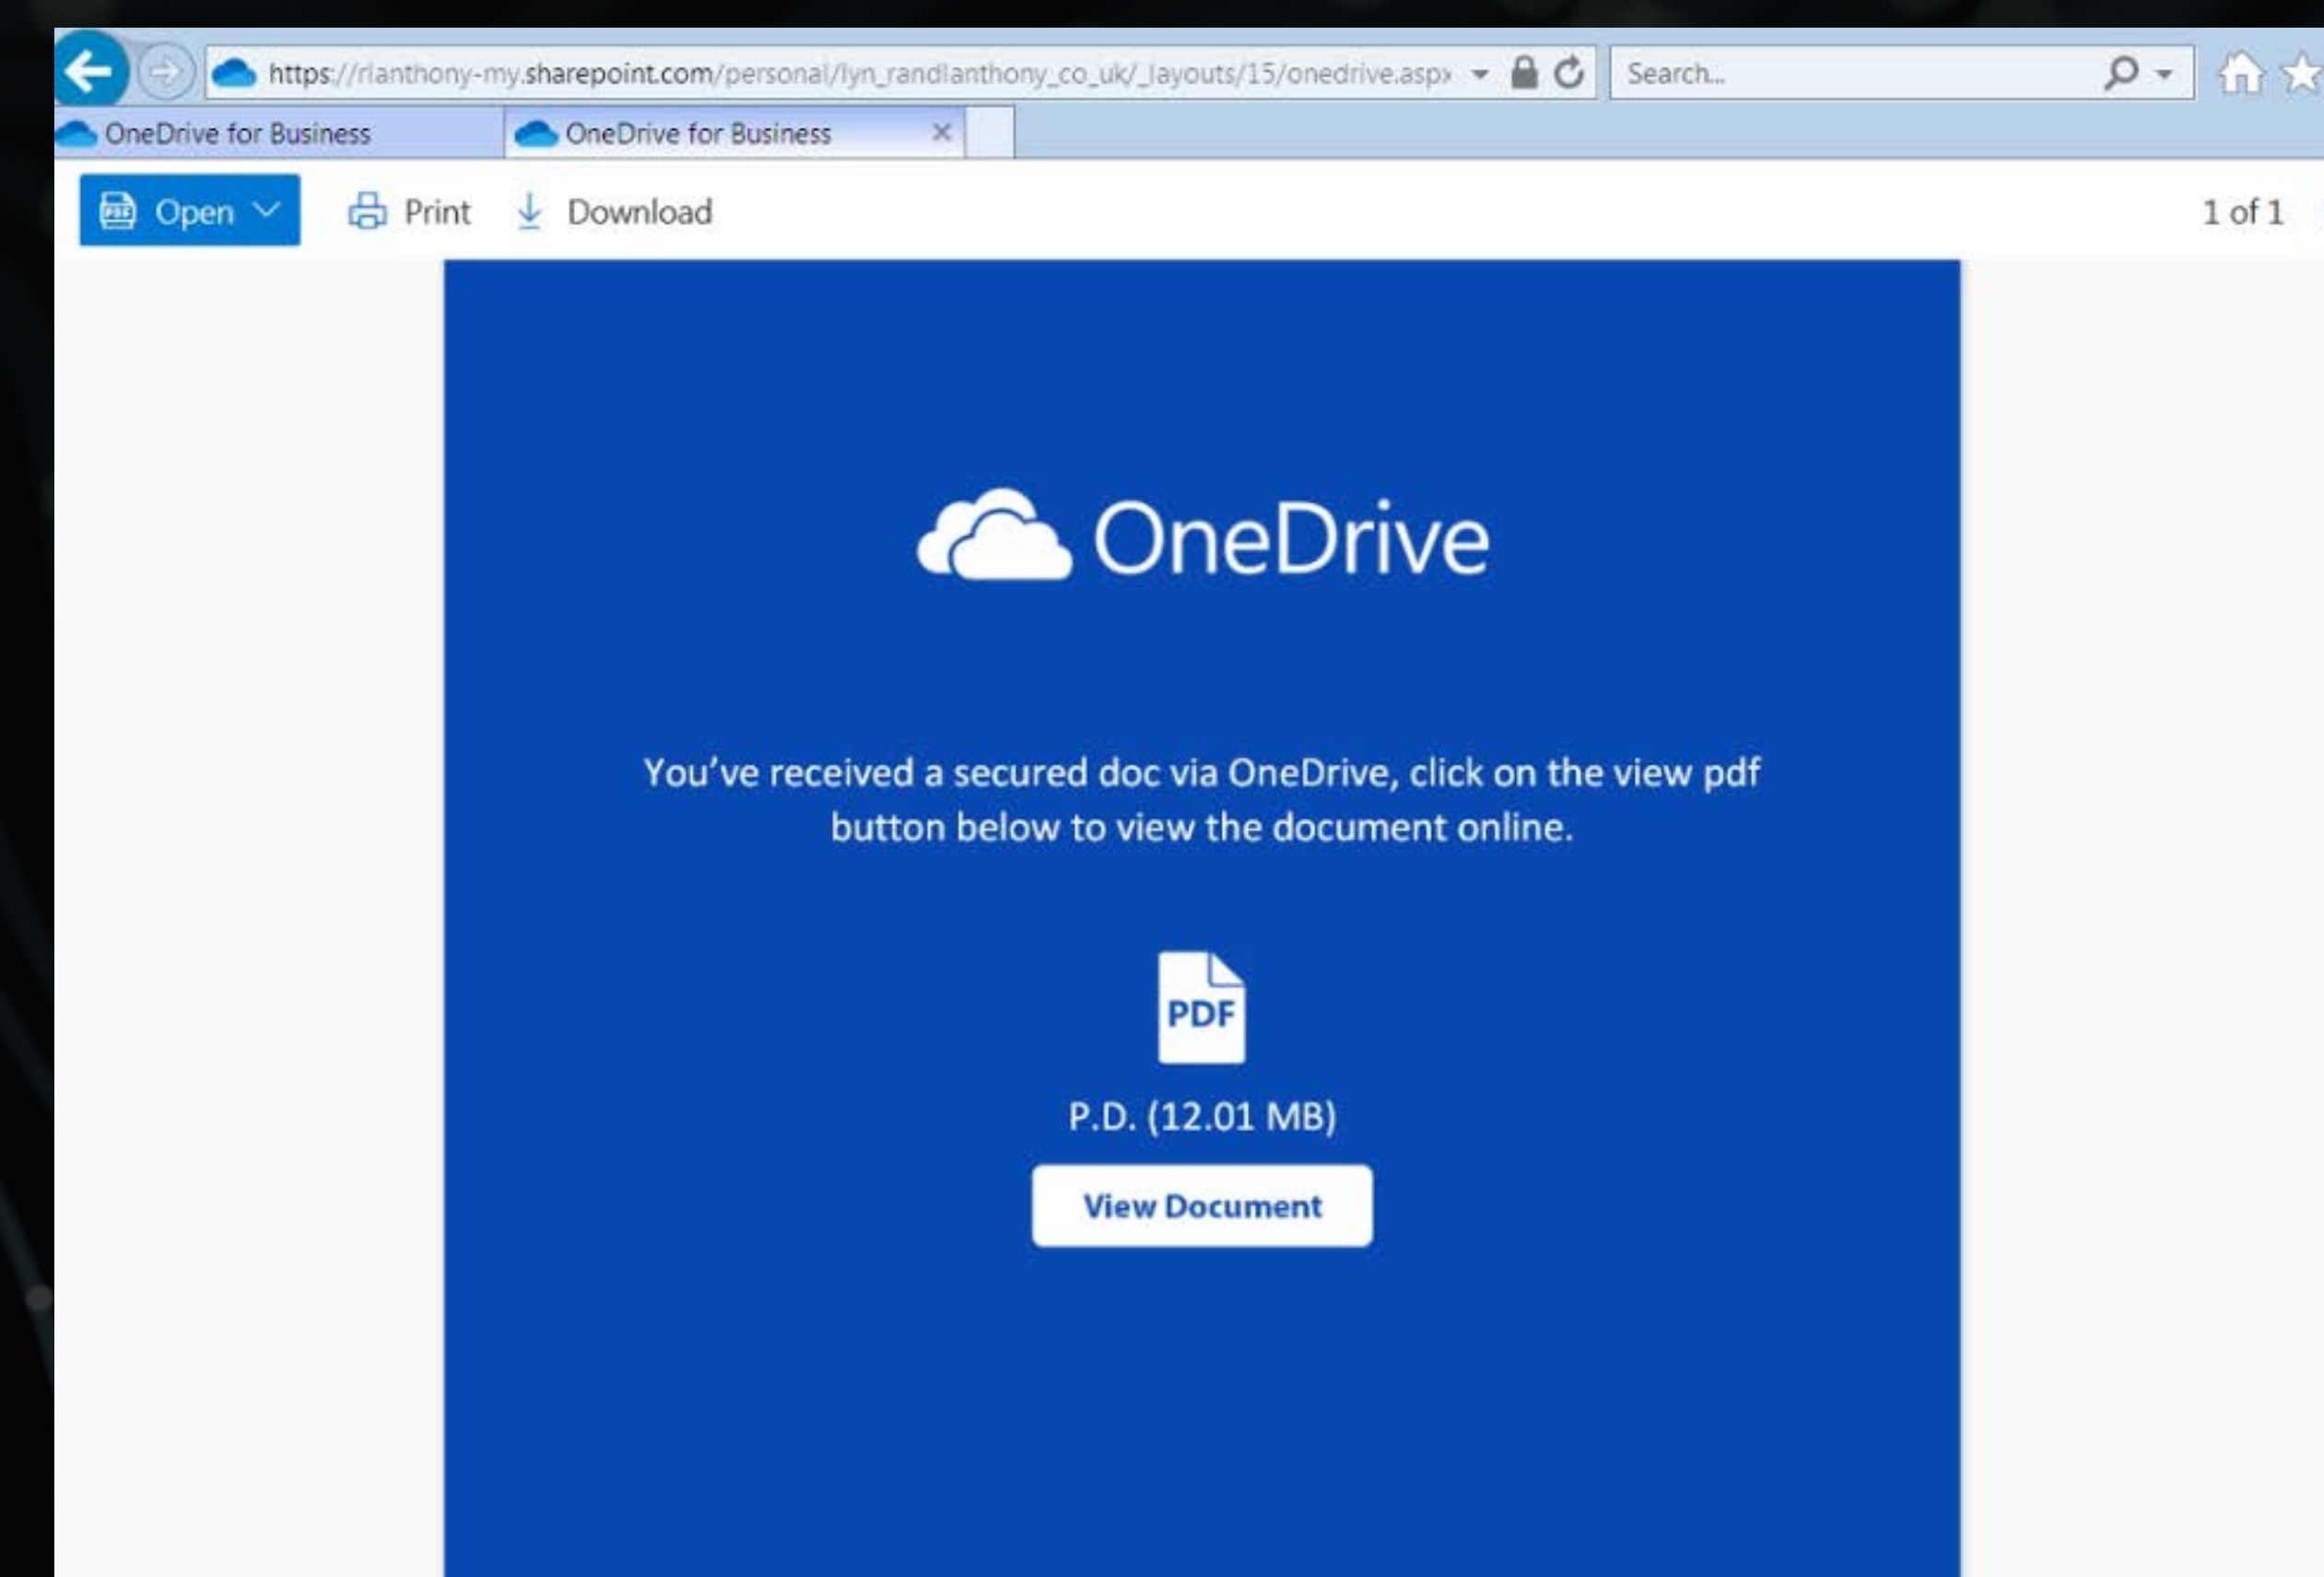 https://rlanthony-my.sharepoint.com/personal/lyn_randlanthony_co_uk/_layouts/15/onedrive.aspx
Search...
OneDrive for Business
OneDrive for Business
Open
Print
Download
1 of 1
OneDrive
You've received a secured doc via OneDrive, click on the view pdf
button below to view the document online.
PDF
P.D. (12.01 MB)
View Document